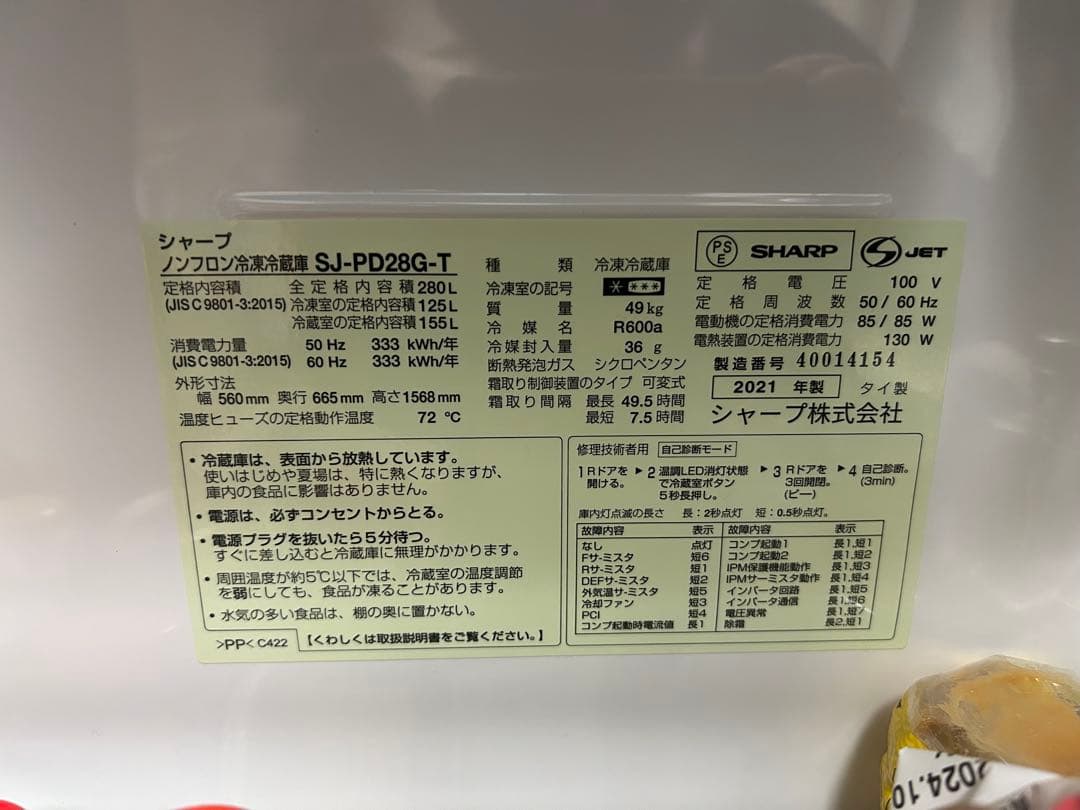 シャープ
ノンフロン冷凍冷蔵庫 SJ-PD28G-T
定格内容積 全定格内容積 280L
(JIS C 9801-3:2015) 冷凍室の定格内容積 125L
冷蔵室の定格内容積 155L
消費電力量 50 Hz 333 kWh/年
(JIS C 9801-3:2015) 60 Hz 333 kWh/年
外形寸法
幅 560mm 奥行 665mm 高さ1568mm
温度ヒューズの定格動作温度 72 ℃
種類 冷凍冷蔵庫
冷凍室の記号 * ***
質量 49kg
冷媒名 R600a
冷媒封入量 36 g
断熱発泡ガス シクロペンタン
霜取り制御装置のタイプ 可変式
霜取り間隔 最長 49.5 時間
最短 7.5 時間
PS E SHARP S JET
定格電圧 100 V
定格周波数 50 / 60 Hz
電動機の定格消費電力 85 / 85 W
電熱装置の定格消費電力 130 W
製造番号 40014154
2021 年製 タイ製
シャープ株式会社
・冷蔵庫は、表面から放熱しています。
使いはじめや夏場は、特に熱くなりますが、
庫内の食品に影響はありません。
・電源は、必ずコンセントからとる。
・電源プラグを抜いたら5分待つ。
すぐに差し込むと冷蔵庫に無理がかかります。
・周囲温度が約5℃以下では、冷蔵室の温度調節
を弱にしても、食品が凍ることがあります。
・水気の多い食品は、棚の奥に置かない。
>PP< C422 【くわしくは取扱説明書をご覧ください。】
修理技術者用 自己診断モード
1 Rドアを開ける。 ▶ 2 温調LED消灯状態で冷蔵室ボタン5秒長押し。 ▶ 3 Rドアを3回開閉。(ピー) ▶ 4 自己診断。(3min)
庫内灯点滅の長さ 長：2秒点灯 短：0.5秒点灯。
故障内容 表示 故障内容 表示
なし 点灯 コンプ起動1 長1,短1
Fサ-ミスタ 短6 コンプ起動2 長1,短2
Rサ-ミスタ 短1 IPM保護機能動作 長1,短3
DEFサ-ミスタ 短2 IPMサーミスタ動作 長1,短4
外気温サ-ミスタ 短5 インバータ回路 長1,短5
冷却ファン 短3 インバータ通信 長1,短6
PCI 短4 電圧異常 長1,短7
コンプ起動時電流値 長1 除霜 長2,短1
2024.10